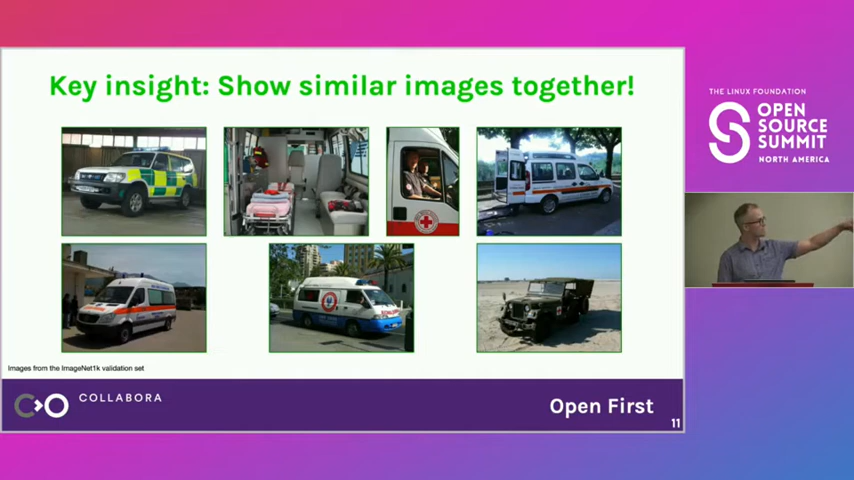 Key insight: Show similar images together!
Images from the ImageNet1k validation set
COLLABORA
Open First
11
THE LINUX FOUNDATION
OPEN
SOURCE
SUMMIT
NORTH AMERICA